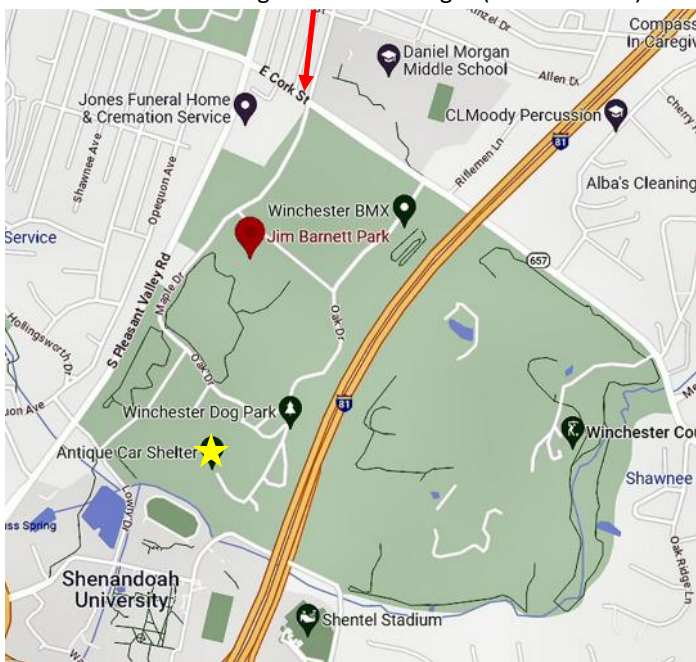 Daniel Morgan
Middle School
Compass
In Caregiv
Allen Dr
E Cork St
Jones Funeral Home
& Cremation Service
CLMoody Percussion
81
Riflemen Ln
Cherry
Shawnee Ave
Opequon Ave
Alba's Cleaning
Winchester BMX
Jim Barnett Park
Service
657
S Pleasant Valley Rd
Maple Dr
Oak Dr
Hollingsworth Dr
Oak Dr
Winchester Dog Park
81
Antique Car Shelter
Winchester Cou
Shawnee
Lowry Dr
ss Spring
Oak Ridge Ln
Shenandoah
University
Shentel Stadium